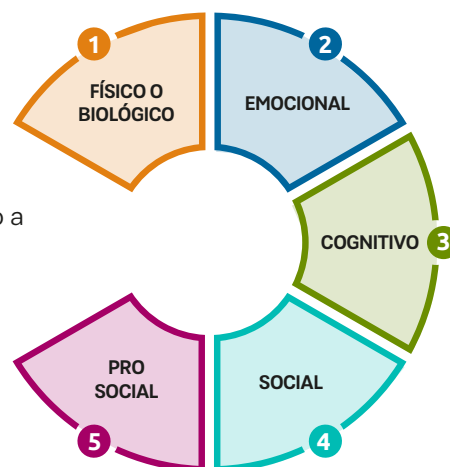 1
FÍSICO O
BIOLÓGICO
2
EMOCIONAL
o a
COGNITIVO 3
PRO
SOCIAL
5
SOCIAL
4